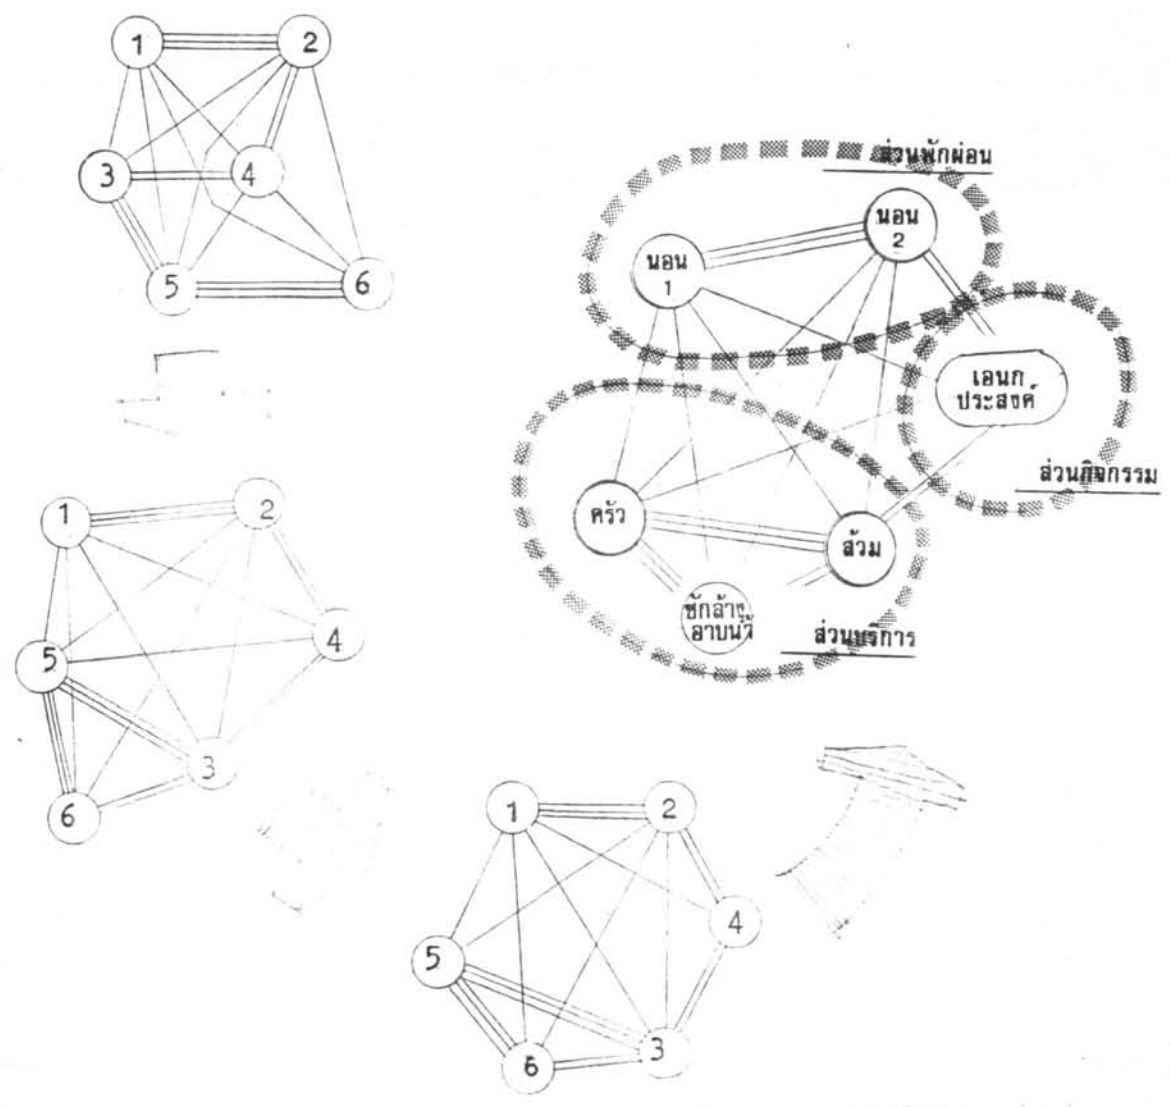 1
2
3
4
5
6
ส่วนพักผ่อน
นอน
2
นอน
1
เอนก
ประสงค์
ส่วนกิจกรรม
ครัว
ส้วม
ซักล้าง
อาบน้ำ
ส่วนบริการ
1
2
4
5
3
6
1
2
4
5
3
6